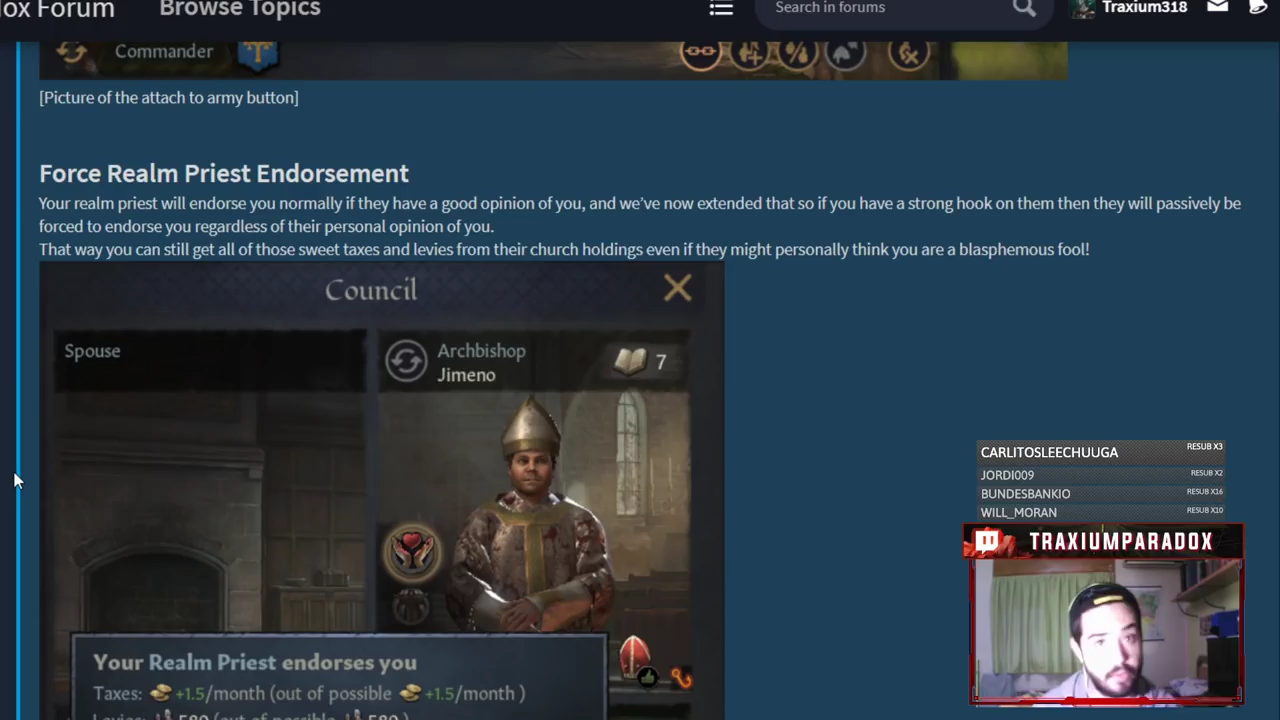 ox Forum
Browse Topics
Search in forums
Traxium318
Commander
[Picture of the attach to army button]
Force Realm Priest Endorsement
Your realm priest will endorse you normally if they have a good opinion of you, and we've now extended that so if you have a strong hook on them then they will passively be
forced to endorse you regardless of their personal opinion of you.
That way you can still get all of those sweet taxes and levies from their church holdings even if they might personally think you are a blasphemous fool!
Council
Spouse
Archbishop
Jimeno
7
Your Realm Priest endorses you
Taxes: +1.5/month (out of possible +1.5/month )
Levies: 580 (out of possible 580 )
CARLITOSLEECHUUGA RESUB X3
JORDI009 RESUB X2
BUNDESBANKIO RESUB X16
WILL_MORAN RESUB X10
TRAXIUMPARADOX